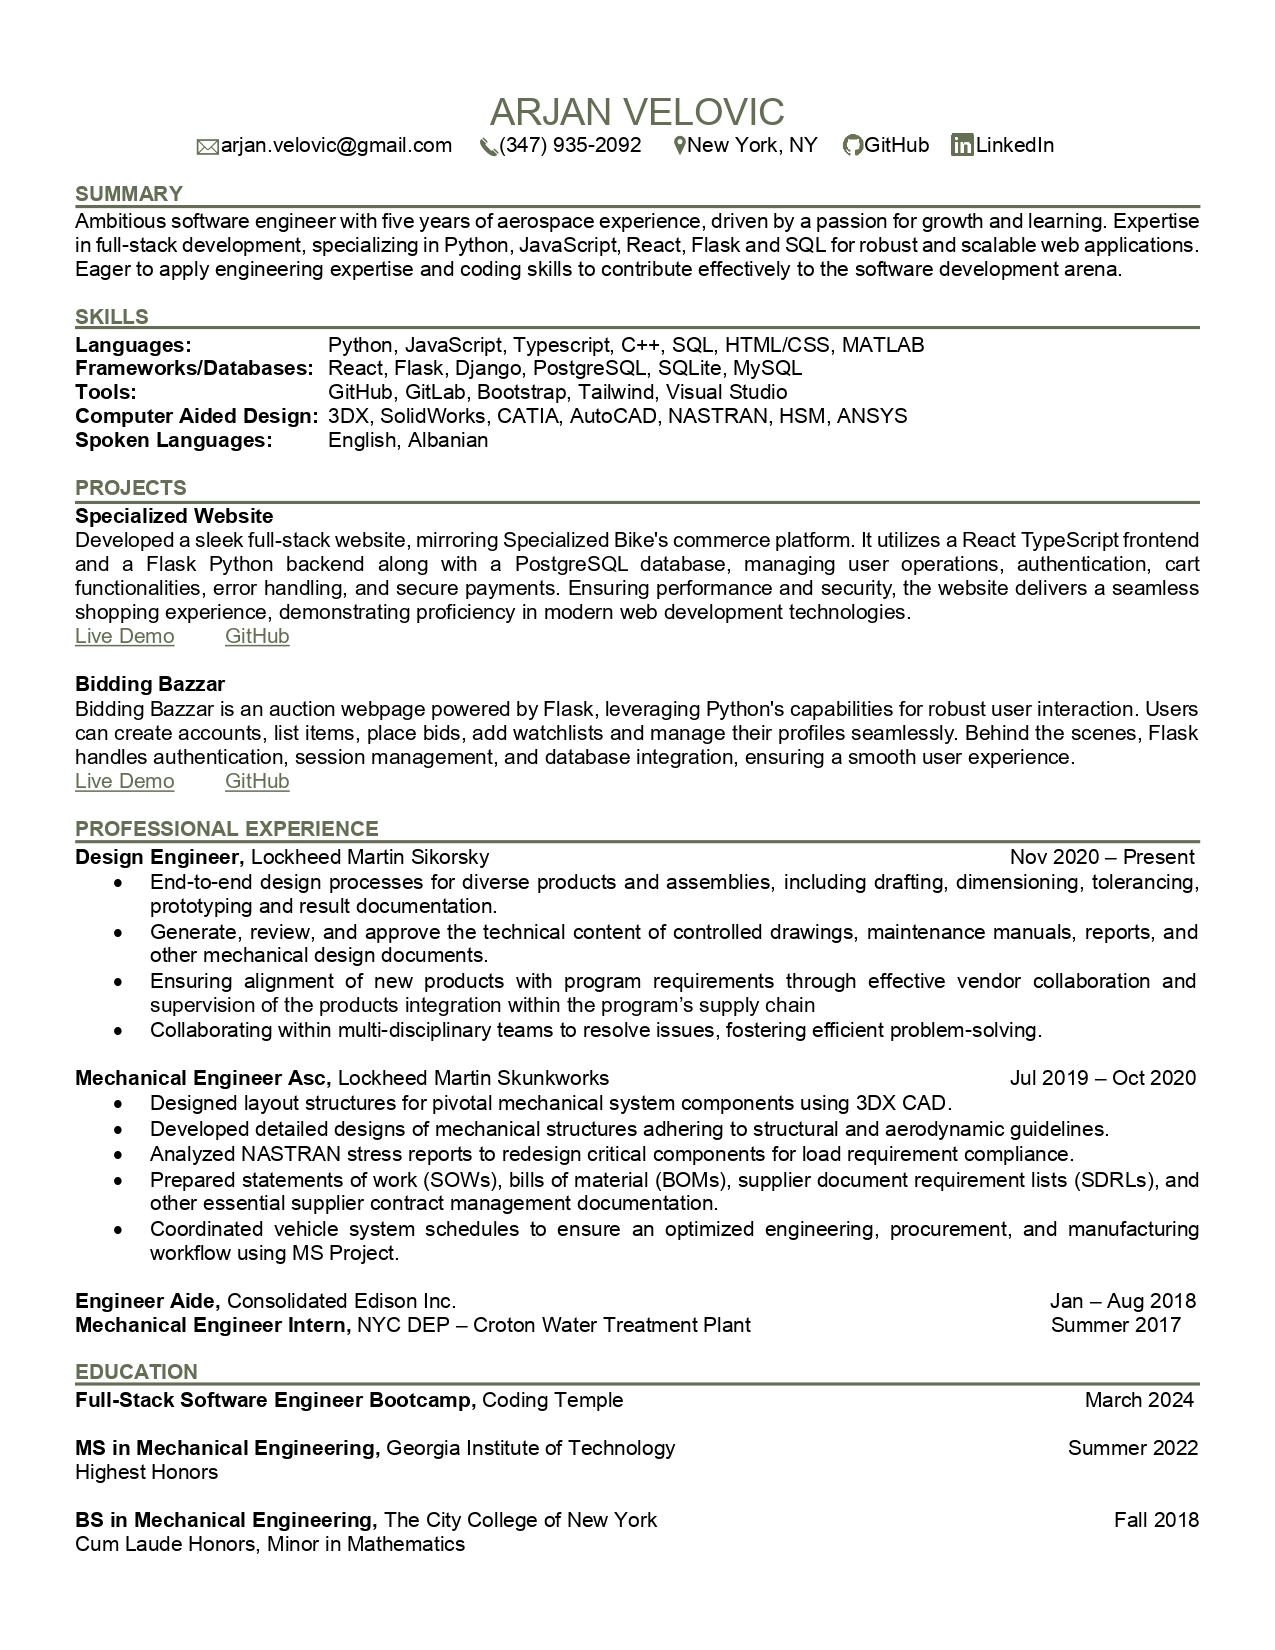 ARJAN VELOVIC
arjan.velovic@gmail.com (347) 935-2092 New York, NY GitHub LinkedIn
SUMMARY
Ambitious software engineer with five years of aerospace experience, driven by a passion for growth and learning. Expertise
in full-stack development, specializing in Python, JavaScript, React, Flask and SQL for robust and scalable web applications.
Eager to apply engineering expertise and coding skills to contribute effectively to the software development arena.
SKILLS
Languages: Python, JavaScript, Typescript, C++, SQL, HTML/CSS, MATLAB
Frameworks/Databases: React, Flask, Django, PostgreSQL, SQLite, MySQL
Tools: GitHub, GitLab, Bootstrap, Tailwind, Visual Studio
Computer Aided Design: 3DX, SolidWorks, CATIA, AutoCAD, NASTRAN, HSM, ANSYS
Spoken Languages: English, Albanian
PROJECTS
Specialized Website
Developed a sleek full-stack website, mirroring Specialized Bike's commerce platform. It utilizes a React TypeScript frontend
and a Flask Python backend along with a PostgreSQL database, managing user operations, authentication, cart
functionalities, error handling, and secure payments. Ensuring performance and security, the website delivers a seamless
shopping experience, demonstrating proficiency in modern web development technologies.
Live Demo GitHub
Bidding Bazzar
Bidding Bazzar is an auction webpage powered by Flask, leveraging Python's capabilities for robust user interaction. Users
can create accounts, list items, place bids, add watchlists and manage their profiles seamlessly. Behind the scenes, Flask
handles authentication, session management, and database integration, ensuring a smooth user experience.
Live Demo GitHub
PROFESSIONAL EXPERIENCE
Design Engineer, Lockheed Martin Sikorsky Nov 2020 – Present
• End-to-end design processes for diverse products and assemblies, including drafting, dimensioning, tolerancing,
prototyping and result documentation.
• Generate, review, and approve the technical content of controlled drawings, maintenance manuals, reports, and
other mechanical design documents.
• Ensuring alignment of new products with program requirements through effective vendor collaboration and
supervision of the products integration within the program’s supply chain
• Collaborating within multi-disciplinary teams to resolve issues, fostering efficient problem-solving.
Mechanical Engineer Asc, Lockheed Martin Skunkworks Jul 2019 – Oct 2020
• Designed layout structures for pivotal mechanical system components using 3DX CAD.
• Developed detailed designs of mechanical structures adhering to structural and aerodynamic guidelines.
• Analyzed NASTRAN stress reports to redesign critical components for load requirement compliance.
• Prepared statements of work (SOWs), bills of material (BOMs), supplier document requirement lists (SDRLs), and
other essential supplier contract management documentation.
• Coordinated vehicle system schedules to ensure an optimized engineering, procurement, and manufacturing
workflow using MS Project.
Engineer Aide, Consolidated Edison Inc. Jan – Aug 2018
Mechanical Engineer Intern, NYC DEP – Croton Water Treatment Plant Summer 2017
EDUCATION
Full-Stack Software Engineer Bootcamp, Coding Temple March 2024
MS in Mechanical Engineering, Georgia Institute of Technology Summer 2022
Highest Honors
BS in Mechanical Engineering, The City College of New York Fall 2018
Cum Laude Honors, Minor in Mathematics